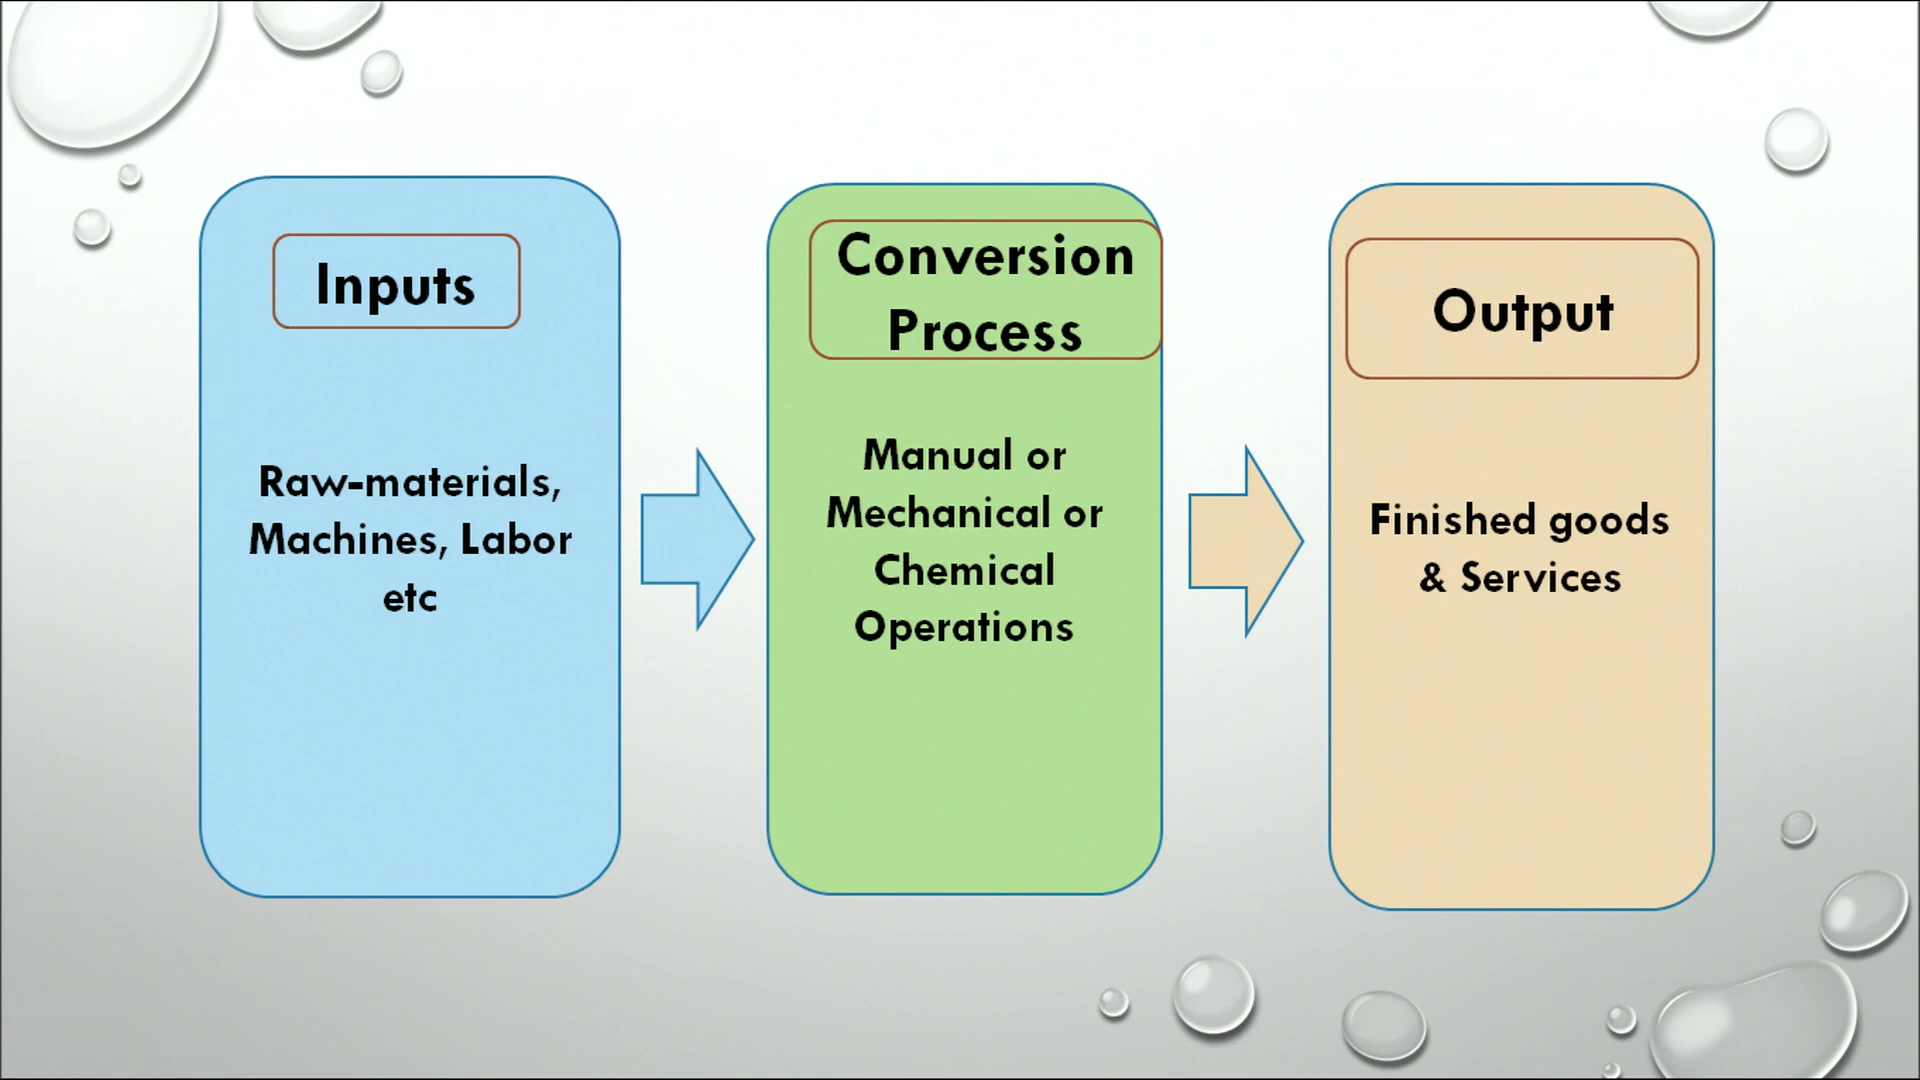 Inputs
Raw-materials,
Machines, Labor
etc
Conversion
Process
Manual or
Mechanical or
Chemical
Operations
Output
Finished goods
& Services